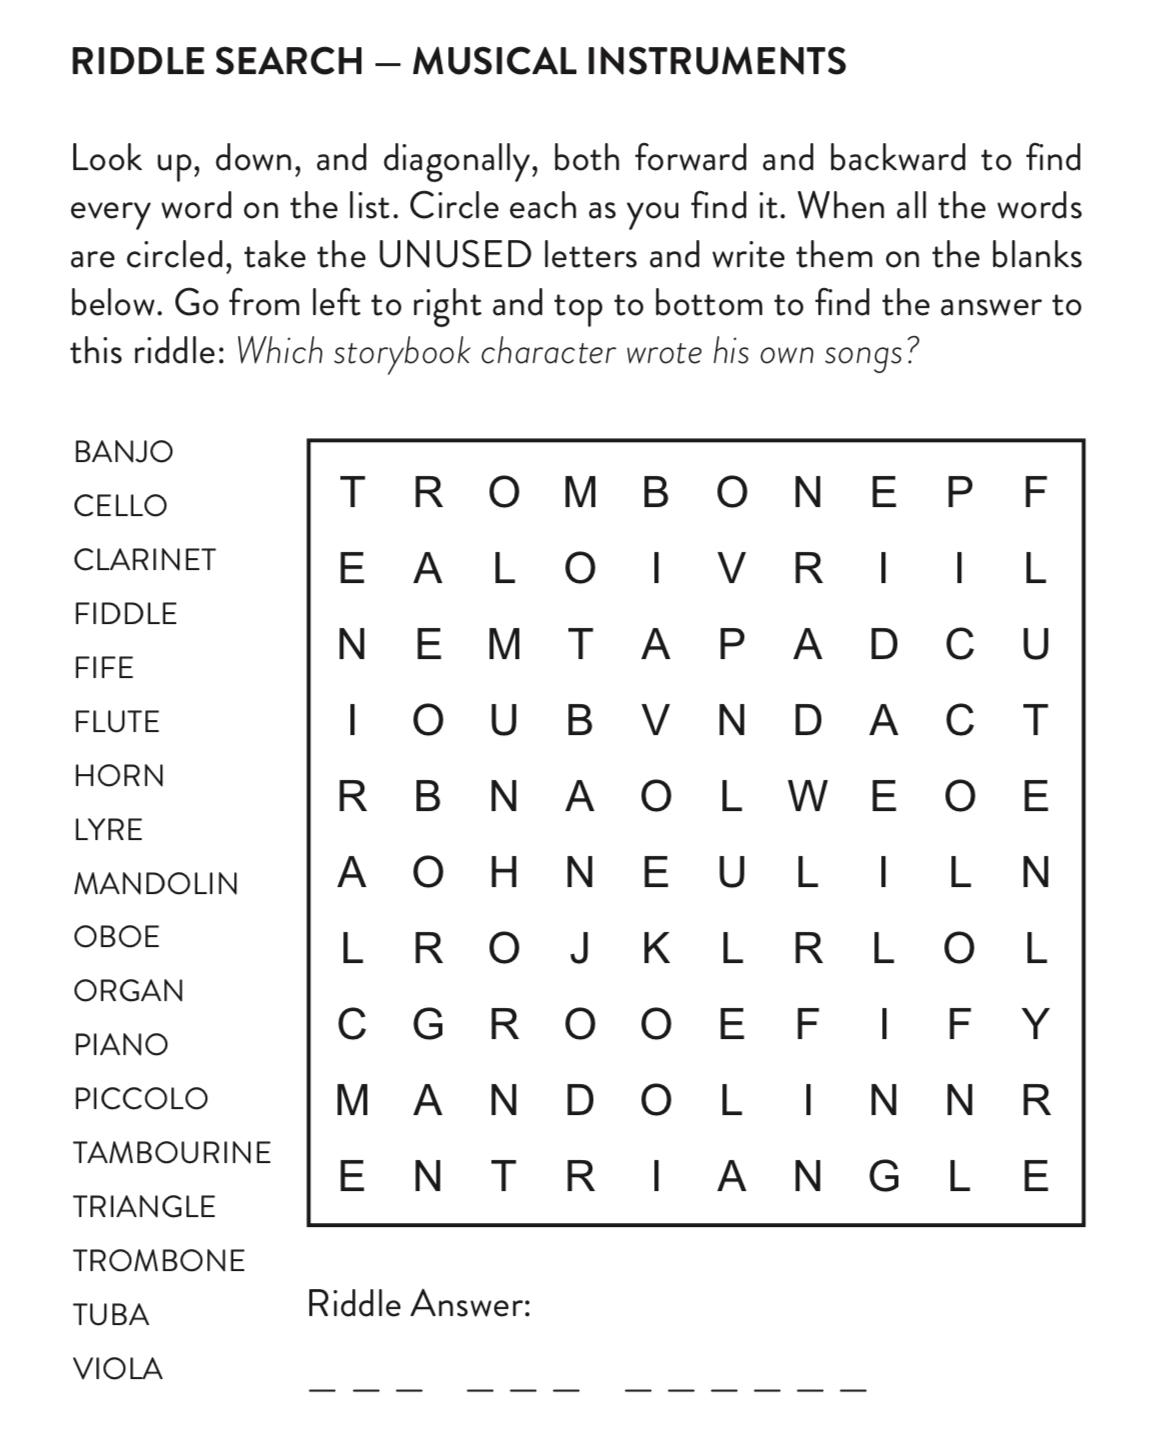 RIDDLE SEARCH — MUSICAL INSTRUMENTS
Look up, down, and diagonally, both forward and backward to find
every word on the list. Circle each as you find it. When all the words
are circled, take the UNUSED letters and write them on the blanks
below. Go from left to right and top to bottom to find the answer to
this riddle: Which storybook character wrote his own songs?
BANJO
CELLO
CLARINET
FIDDLE
FIFE
FLUTE
HORN
LYRE
MANDOLIN
OBOE
ORGAN
PIANO
PICCOLO
TAMBOURINE
TRIANGLE
TROMBONE
TUBA
VIOLA
T R O M B O N E P F
E A L O I V R I I L
N E M T A P A D C U
I O U B V N D A C T
R B N A O L W E O E
A O H N E U L I L N
L R O J K L R L O L
C G R O O E F I F Y
M A N D O L I N N R
E N T R I A N G L E
Riddle Answer:
_ _ _ _ _ _ _ _ _ _ _ _